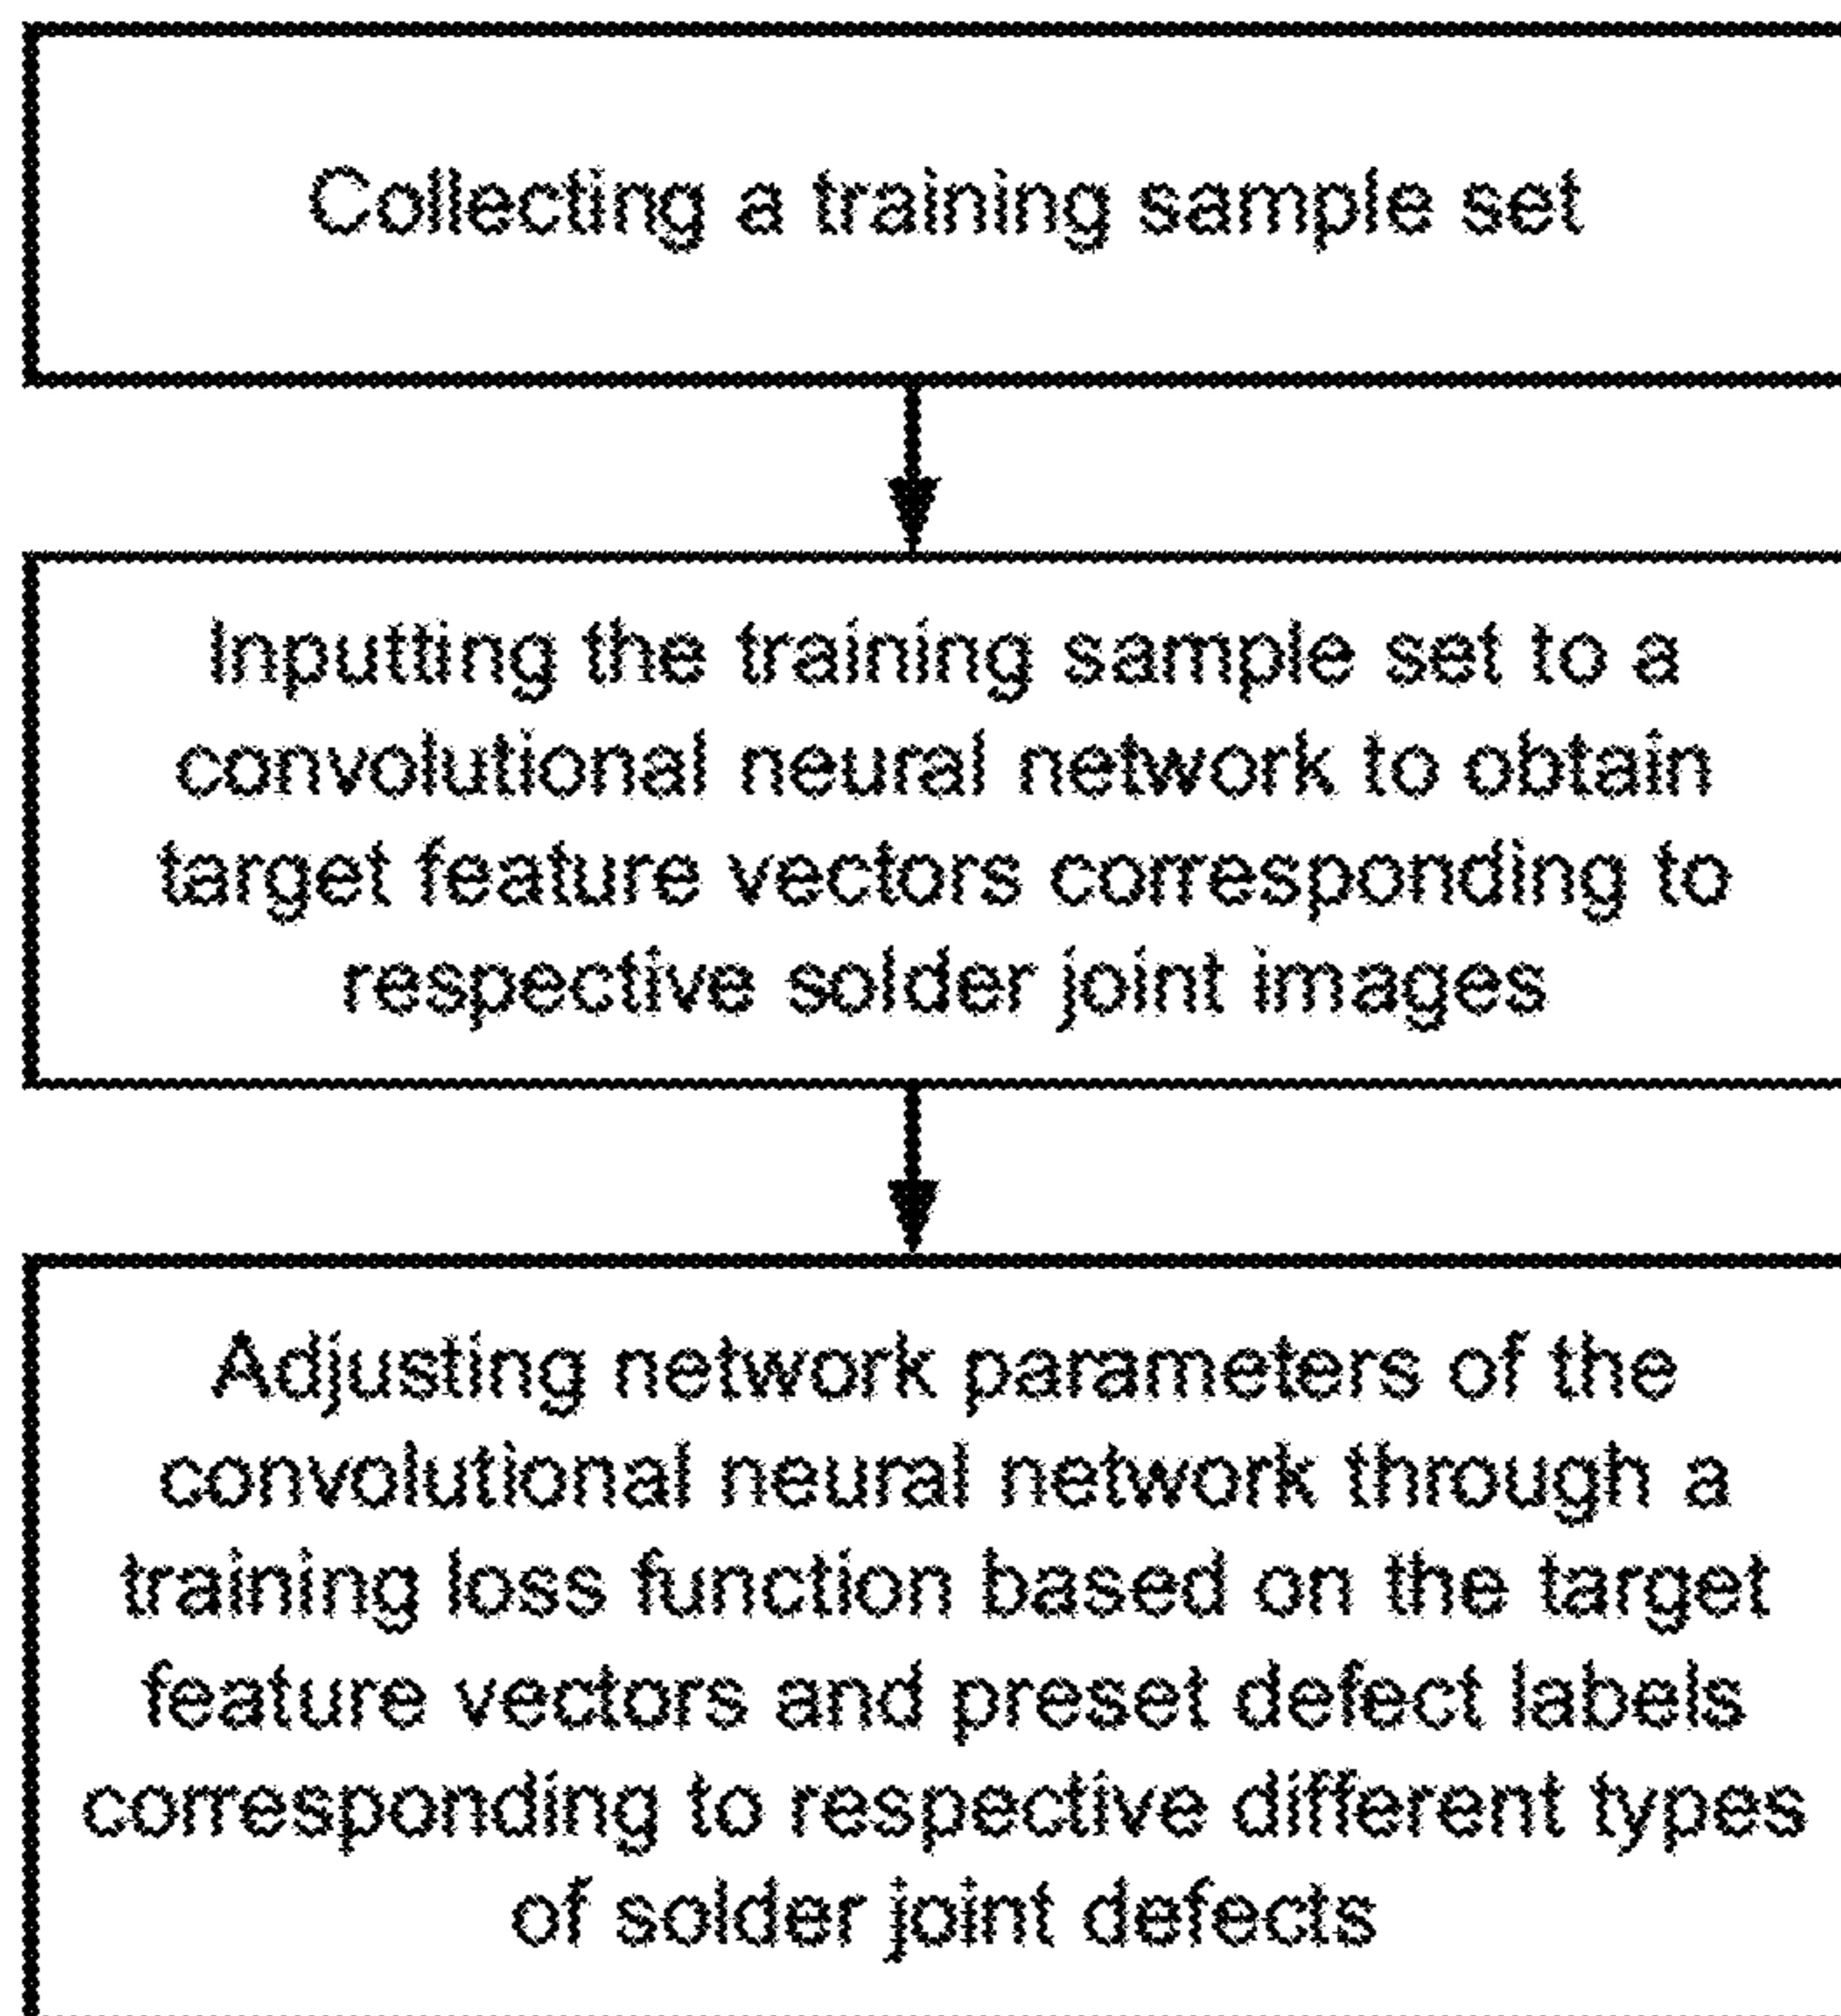 Collecting a training sample set
Inputting the training sample set to a
convolutional neural network to obtain
target feature vectors corresponding to
respective solder joint images
Adjusting network parameters of the
convolutional neural network through a
training loss function based on the target
feature vectors and preset defect labels
corresponding to respective different types
of solder joint defects